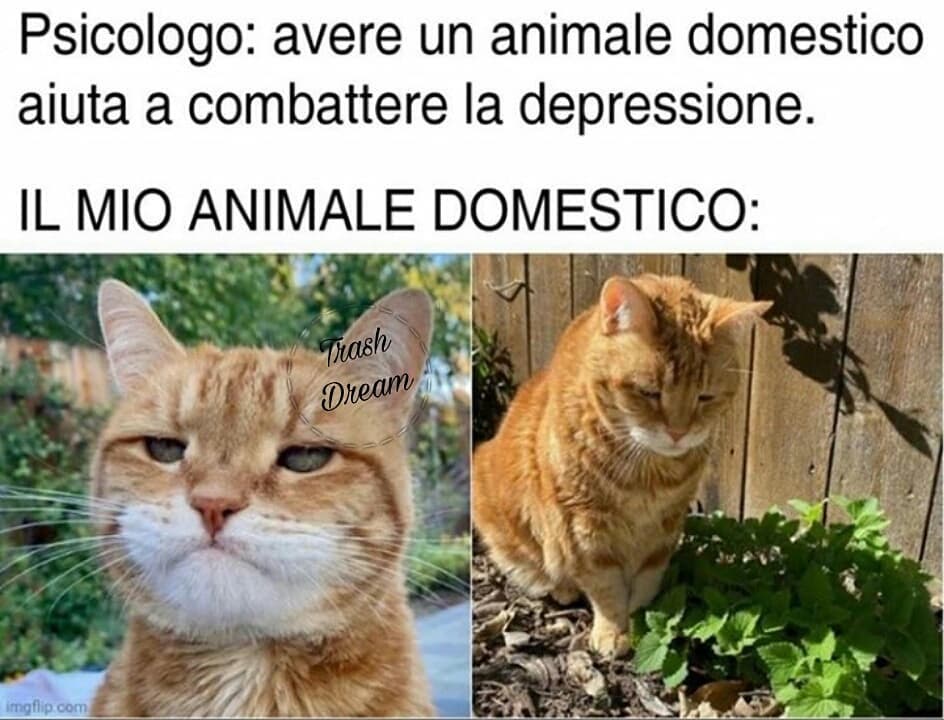 Psicologo: avere un animale domestico
aiuta a combattere la depressione.
IL MIO ANIMALE DOMESTICO:
Trash
Dream
imgflip.com